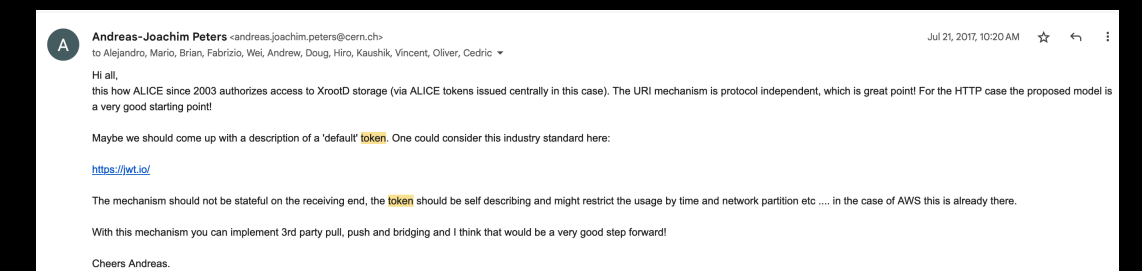 A
Andreas-Joachim Peters <andreas.joachim.peters@cern.ch>
Jul 21, 2017, 10:20 AM
to Alejandro, Mario, Brian, Fabrizio, Wei, Andrew, Doug, Hiro, Kaushik, Vincent, Oliver, Cedric
Hi all,
this how ALICE since 2003 authorizes access to XrootD storage (via ALICE tokens issued centrally in this case). The URI mechanism is protocol independent, which is great point! For the HTTP case the proposed model is
a very good starting point!
Maybe we should come up with a description of a 'default' token. One could consider this industry standard here:
https://jwt.io/
The mechanism should not be stateful on the receiving end, the token should be self describing and might restrict the usage by time and network partition etc .... in the case of AWS this is already there.
With this mechanism you can implement 3rd party pull, push and bridging and I think that would be a very good step forward!
Cheers Andreas.